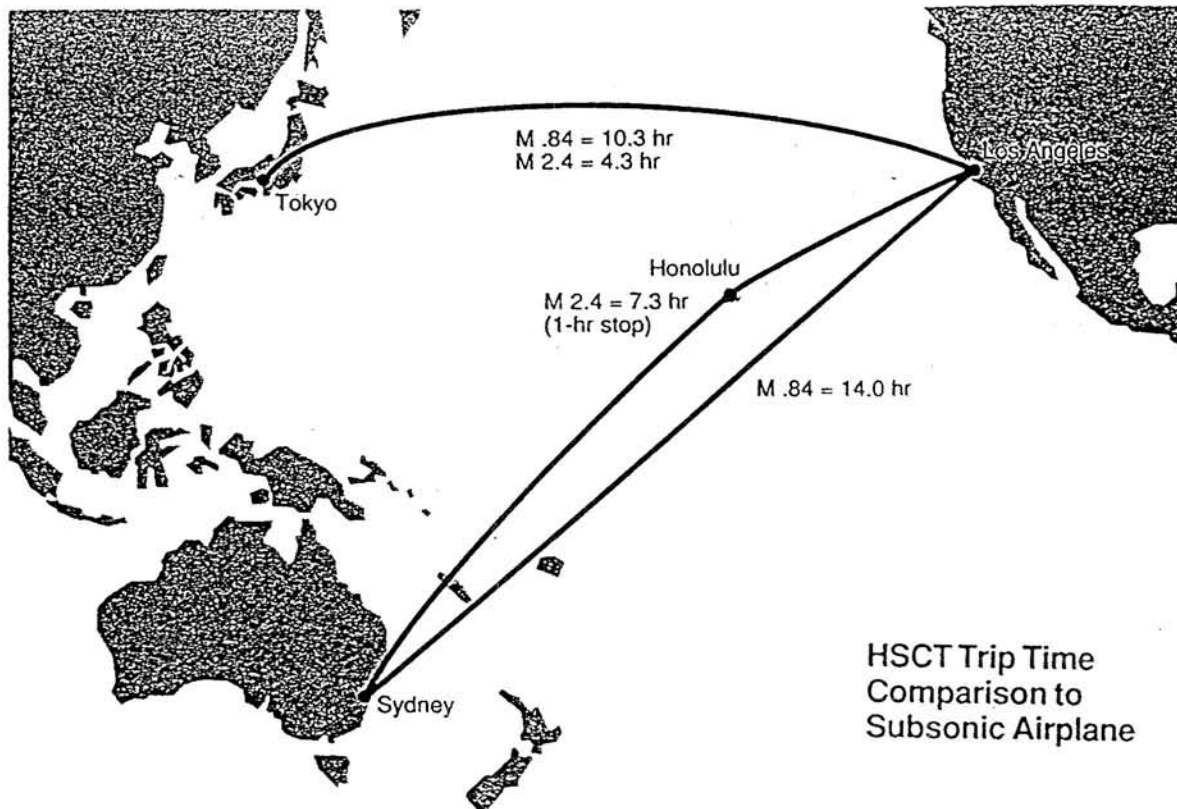 M .84 = 10.3 hr
M 2.4 = 4.3 hr
Los Angeles
Tokyo
Honolulu
M 2.4 = 7.3 hr
(1-hr stop)
M .84 = 14.0 hr
Sydney
HSCT Trip Time
Comparison to
Subsonic Airplane